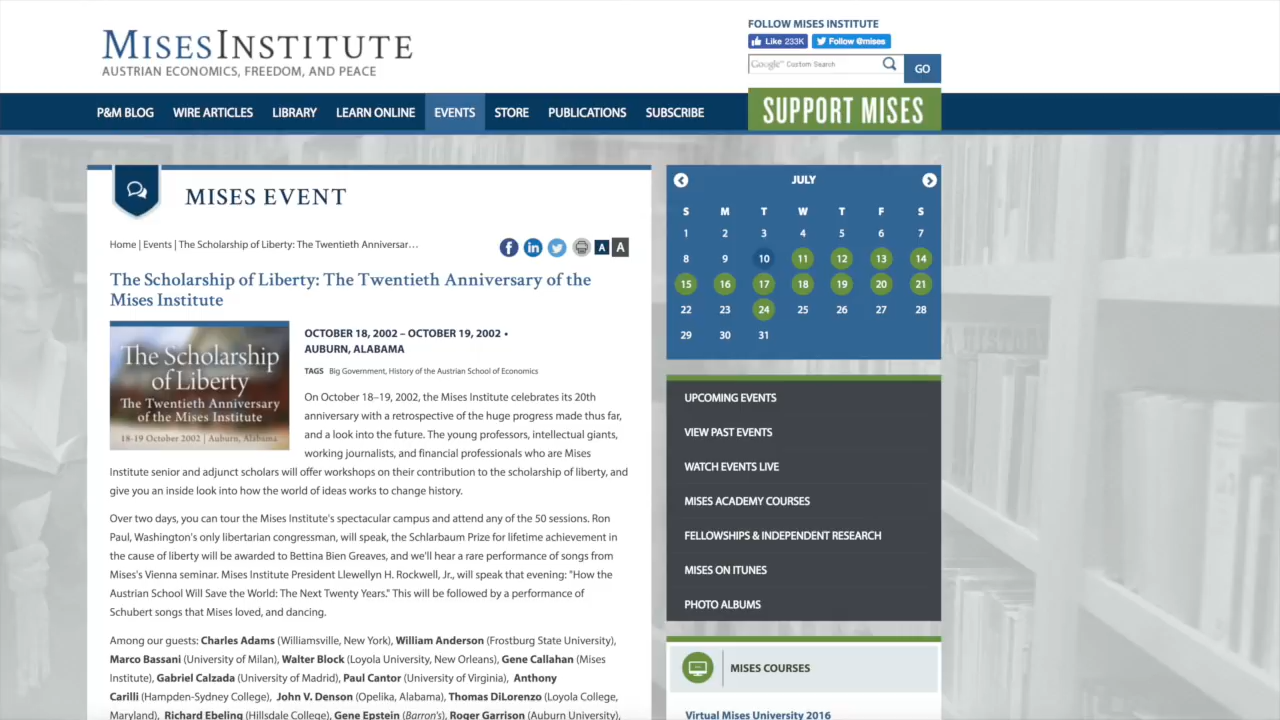 MISES INSTITUTE
AUSTRIAN ECONOMICS, FREEDOM, AND PEACE
FOLLOW MISES INSTITUTE
Like 233K
Follow @mises
Google™ Custom Search
GO
P&M BLOG
WIRE ARTICLES
LIBRARY
LEARN ONLINE
EVENTS
STORE
PUBLICATIONS
SUBSCRIBE
SUPPORT MISES
MISES EVENT
Home | Events | The Scholarship of Liberty: The Twentieth Anniversar...
A A
The Scholarship of Liberty: The Twentieth Anniversary of the
Mises Institute
The Scholarship
of Liberty
The Twentieth Anniversary
of the Mises Institute
18-19 October 2002 | Auburn, Alabama
OCTOBER 18, 2002 – OCTOBER 19, 2002 •
AUBURN, ALABAMA
TAGS Big Government, History of the Austrian School of Economics
On October 18–19, 2002, the Mises Institute celebrates its 20th
anniversary with a retrospective of the huge progress made thus far,
and a look into the future. The young professors, intellectual giants,
working journalists, and financial professionals who are Mises
Institute senior and adjunct scholars will offer workshops on their contribution to the scholarship of liberty, and
give you an inside look into how the world of ideas works to change history.
Over two days, you can tour the Mises Institute's spectacular campus and attend any of the 50 sessions. Ron
Paul, Washington's only libertarian congressman, will speak, the Schlarbaum Prize for lifetime achievement in
the cause of liberty will be awarded to Bettina Bien Greaves, and we'll hear a rare performance of songs from
Mises's Vienna seminar. Mises Institute President Llewellyn H. Rockwell, Jr., will speak that evening: "How the
Austrian School Will Save the World: The Next Twenty Years." This will be followed by a performance of
Schubert songs that Mises loved, and dancing.
Among our guests: Charles Adams (Williamsville, New York), William Anderson (Frostburg State University),
Marco Bassani (University of Milan), Walter Block (Loyola University, New Orleans), Gene Callahan (Mises
Institute), Gabriel Calzada (University of Madrid), Paul Cantor (University of Virginia), Anthony
Carilli (Hampden-Sydney College), John V. Denson (Opelika, Alabama), Thomas DiLorenzo (Loyola College,
Maryland), Richard Ebeling (Hillsdale College), Gene Epstein (Barron's), Roger Garrison (Auburn University),
JULY
S M T W T F S
1 2 3 4 5 6 7
8 9 10 11 12 13 14
15 16 17 18 19 20 21
22 23 24 25 26 27 28
29 30 31
UPCOMING EVENTS
VIEW PAST EVENTS
WATCH EVENTS LIVE
MISES ACADEMY COURSES
FELLOWSHIPS & INDEPENDENT RESEARCH
MISES ON ITUNES
PHOTO ALBUMS
MISES COURSES
Virtual Mises University 2016